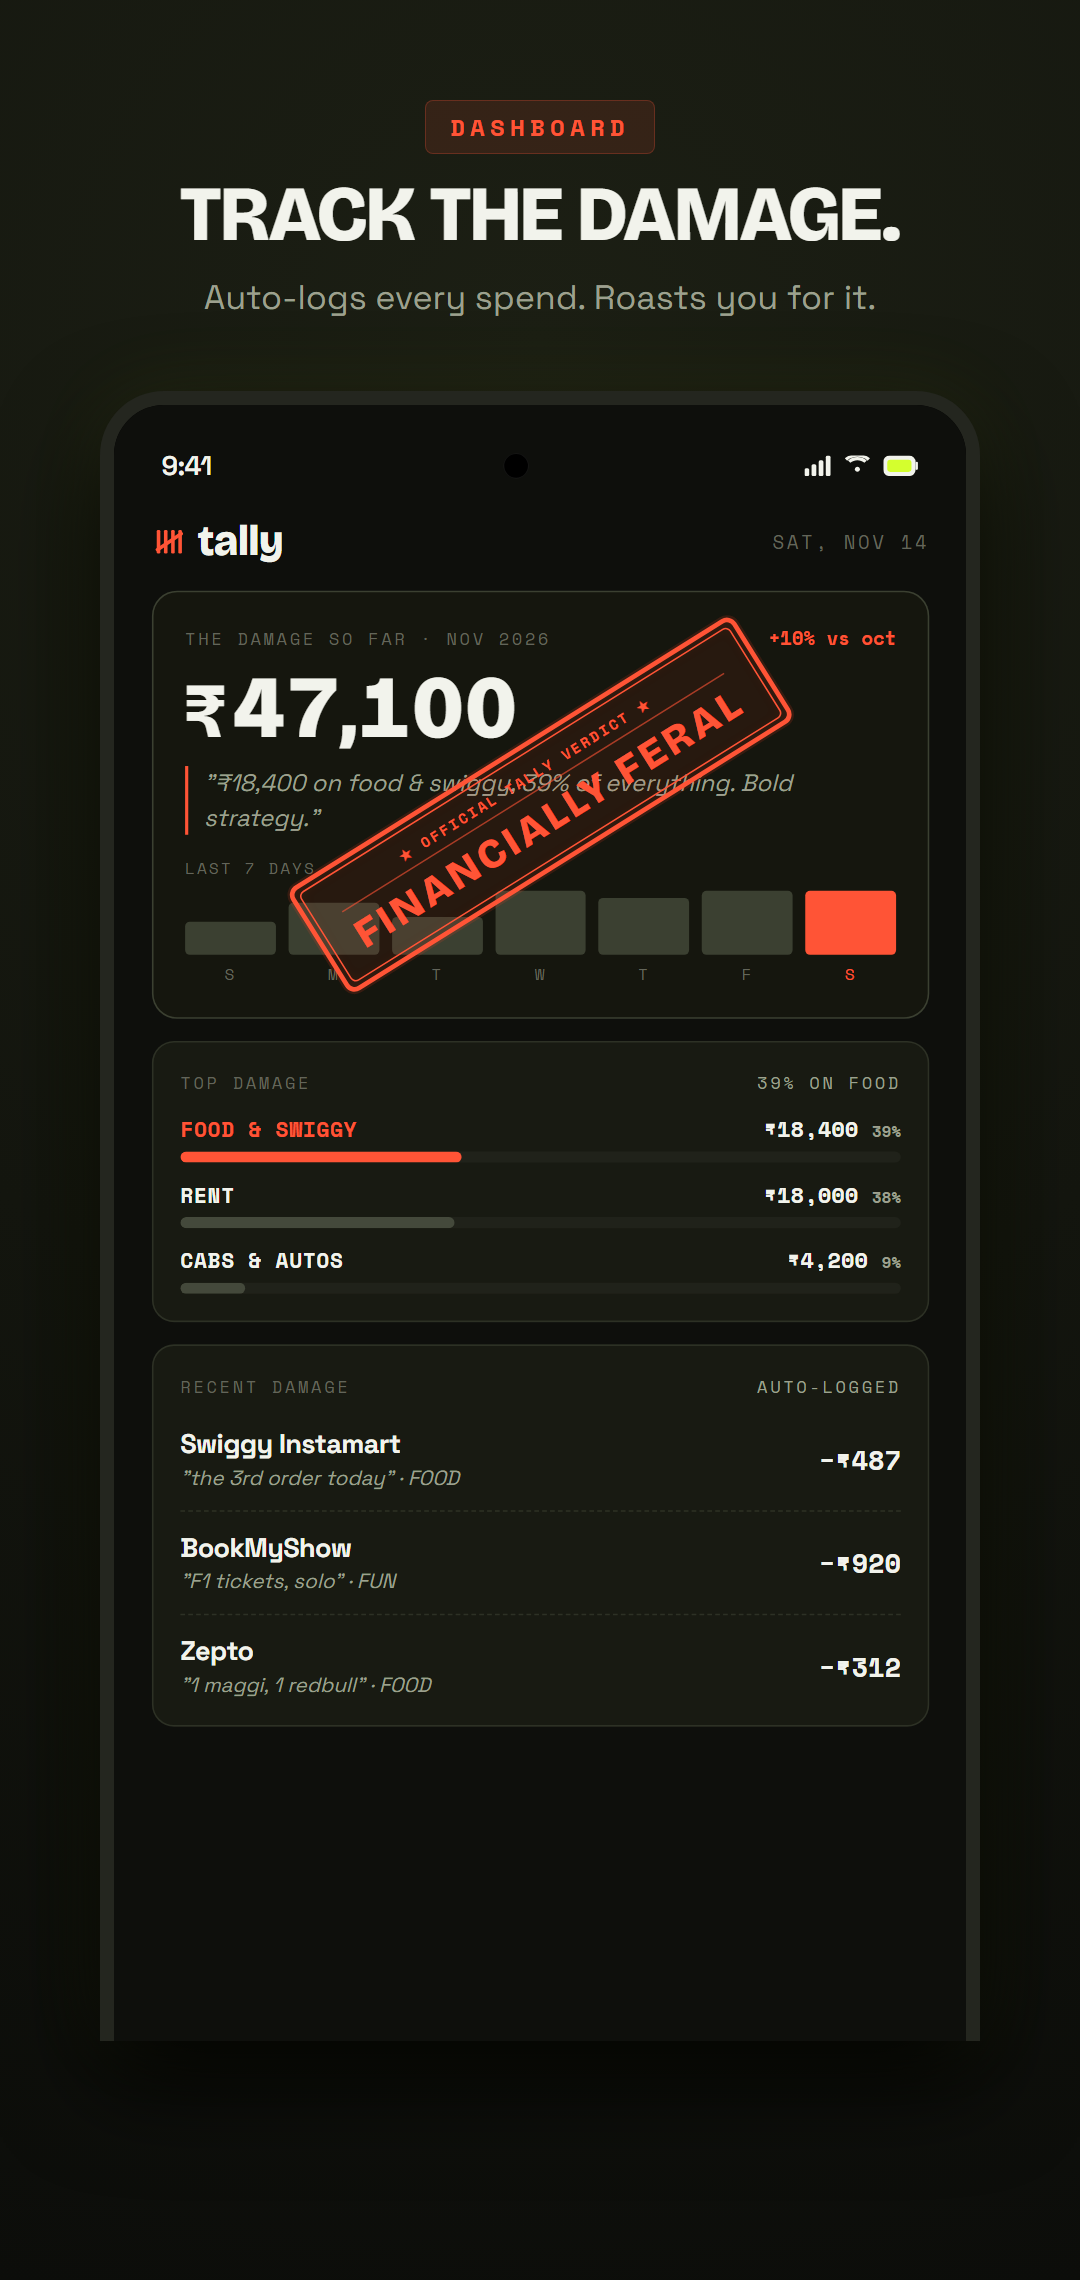 DASHBOARD
TRACK THE DAMAGE.
Auto-logs every spend. Roasts you for it.
9:41
tally
SAT, NOV 14
THE DAMAGE SO FAR · NOV 2026
+10% vs oct
₹47,100
"₹18,400 on food & swiggy, 39% of everything. Bold
strategy."
★ OFFICIAL TALLY VERDICT ★
FINANCIALLY FERAL
LAST 7 DAYS
S M T W T F S
TOP DAMAGE
39% ON FOOD
FOOD & SWIGGY
₹18,400 39%
RENT
₹18,000 38%
CABS & AUTOS
₹4,200 9%
RECENT DAMAGE
AUTO-LOGGED
Swiggy Instamart
"the 3rd order today" · FOOD
-₹487
BookMyShow
"F1 tickets, solo" · FUN
-₹920
Zepto
"1 maggi, 1 redbull" · FOOD
-₹312